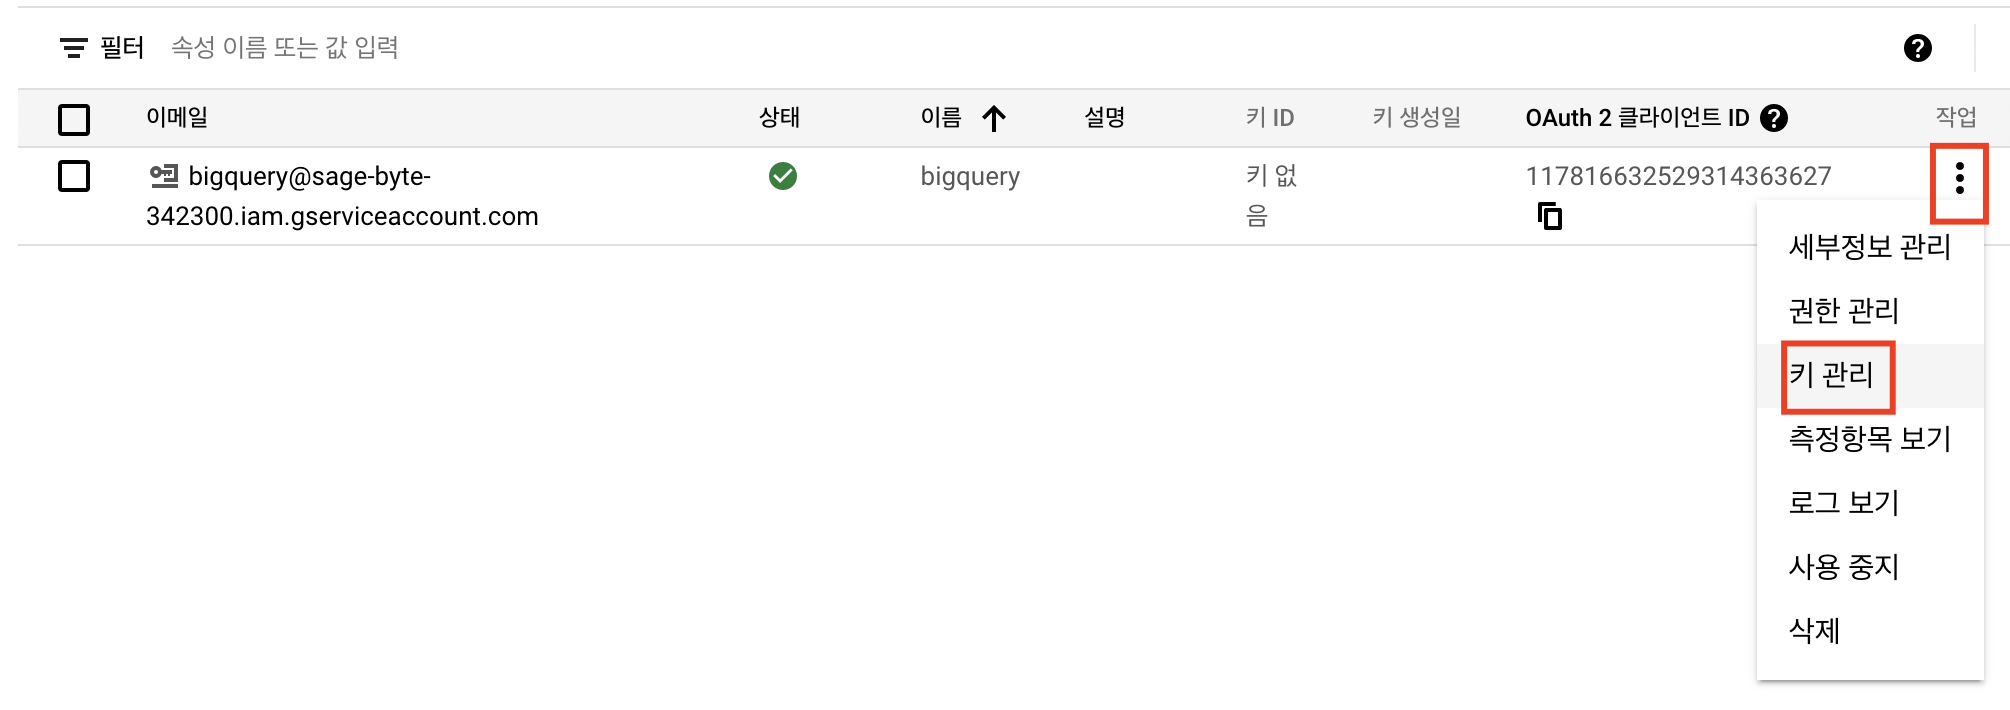 필터 속성 이름 또는 값 입력
이메일 상태 이름 설명 키 ID 키 생성일 OAuth 2 클라이언트 ID 작업
bigquery@sage-byte- bigquery 키 없 117816632529314363627
342300.iam.gserviceaccount.com 음
세부정보 관리
권한 관리
키 관리
측정항목 보기
로그 보기
사용 중지
삭제